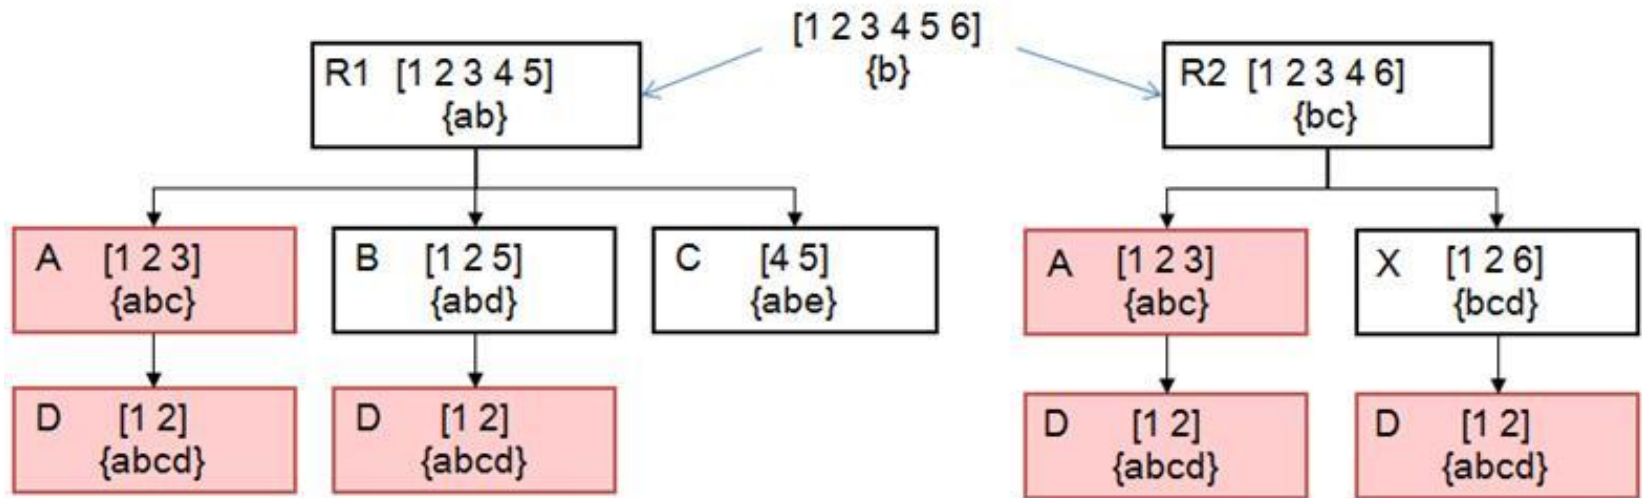 [1 2 3 4 5 6]
{b}
R1 [1 2 3 4 5]
{ab}
R2 [1 2 3 4 6]
{bc}
A [1 2 3]
{abc}
B [1 2 5]
{abd}
C [4 5]
{abe}
A [1 2 3]
{abc}
X [1 2 6]
{bcd}
D [1 2]
{abcd}
D [1 2]
{abcd}
D [1 2]
{abcd}
D [1 2]
{abcd}